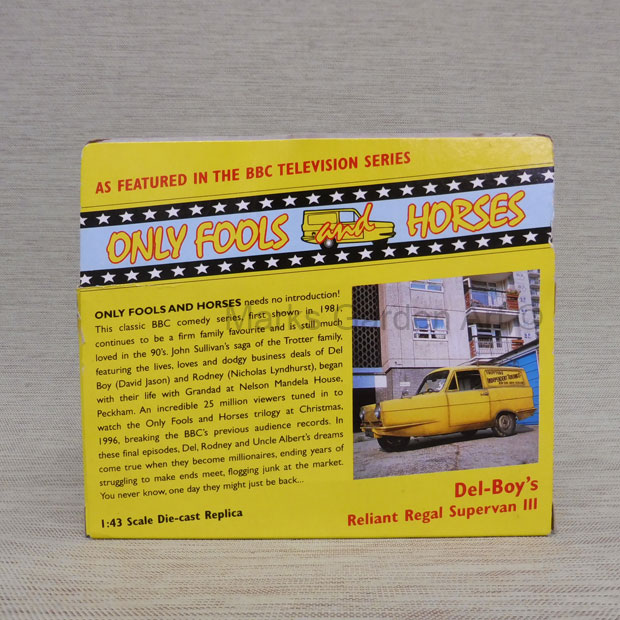 AS FEATURED IN THE BBC TELEVISION SERIES
ONLY FOOLS and HORSES
ONLY FOOLS AND HORSES needs no introduction!
This classic BBC comedy series, first shown in 1981
continues to be a firm family favourite and is still much
loved in the 90's. John Sullivan's saga of the Trotter family,
featuring the lives, loves and dodgy business deals of Del
Boy (David Jason) and Rodney (Nicholas Lyndhurst), began
with their life with Grandad at Nelson Mandela House,
Peckham. An incredible 25 million viewers tuned in to
watch the Only Fools and Horses trilogy at Christmas,
1996, breaking the BBC's previous audience records. In
these final episodes, Del, Rodney and Uncle Albert's dreams
come true when they become millionaires, ending years of
struggling to make ends meet, flogging junk at the market.
You never know, one day they might just be back...
1:43 Scale Die-cast Replica
Del-Boy's
Reliant Regal Supervan III
Marks Garden